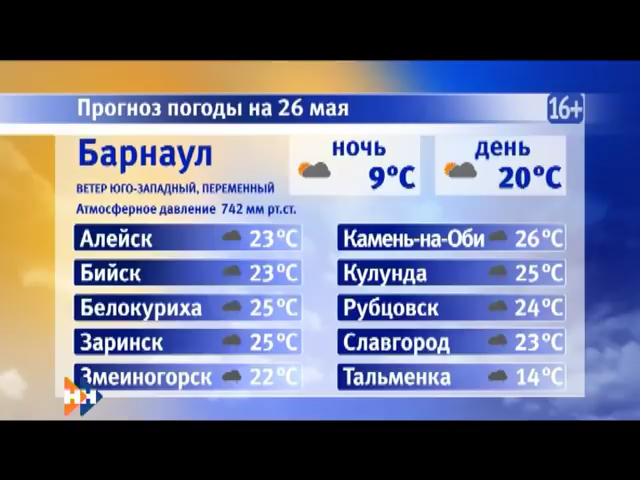 Прогноз погоды на 26 мая 16+
Барнаул
ВЕТЕР ЮГО-ЗАПАДНЫЙ, ПЕРЕМЕННЫЙ
Атмосферное давление 742 мм рт.ст.
ночь
9°C
день
20°C
Алейск 23°C
Бийск 23°C
Белокуриха 25°C
Заринск 25°C
Змеиногорск 22°C
Камень-на-Оби 26°C
Кулунда 25°C
Рубцовск 24°C
Славгород 23°C
Тальменка 14°C
НН